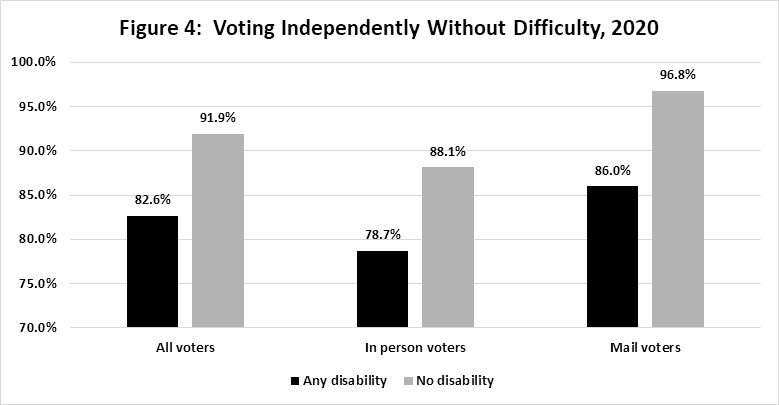 Figure 4:  Voting Independently Without Difficulty, 2020
100.0%
95.0%
90.0%
85.0%
80.0%
75.0%
70.0%
82.6%
91.9%
78.7%
88.1%
86.0%
96.8%
All voters
In person voters
Mail voters
Any disability
No disability